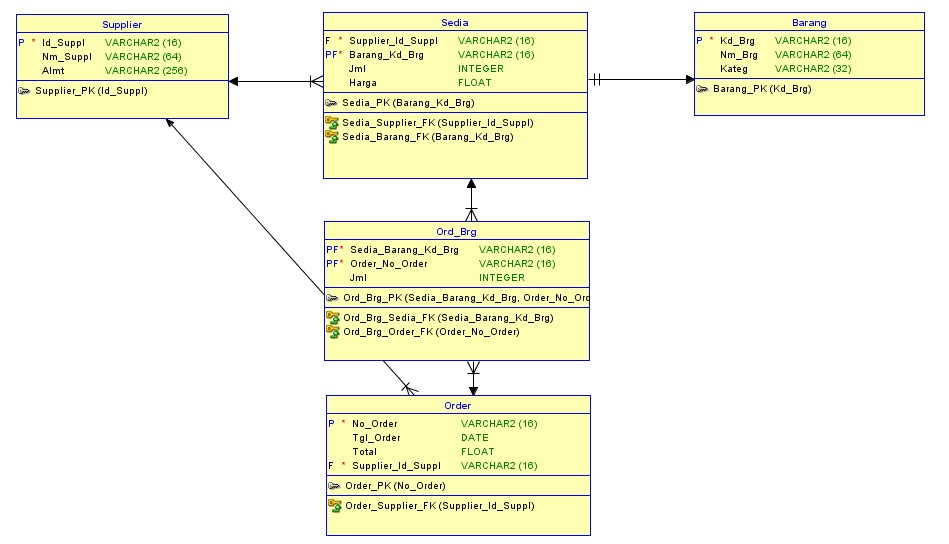 Supplier
P * Id_Suppl VARCHAR2 (16)
Nm_Suppl VARCHAR2 (64)
Almt VARCHAR2 (256)
Supplier_PK (Id_Suppl)
Sedia
F * Supplier_Id_Suppl VARCHAR2 (16)
PF* Barang_Kd_Brg VARCHAR2 (16)
Jml INTEGER
Harga FLOAT
Sedia_PK (Barang_Kd_Brg)
Sedia_Supplier_FK (Supplier_Id_Suppl)
Sedia_Barang_FK (Barang_Kd_Brg)
Barang
P * Kd_Brg VARCHAR2 (16)
Nm_Brg VARCHAR2 (64)
Kateg VARCHAR2 (32)
Barang_PK (Kd_Brg)
Ord_Brg
PF* Sedia_Barang_Kd_Brg VARCHAR2 (16)
PF* Order_No_Order VARCHAR2 (16)
Jml INTEGER
Ord_Brg_PK (Sedia_Barang_Kd_Brg, Order_No_Ord
Ord_Brg_Sedia_FK (Sedia_Barang_Kd_Brg)
Ord_Brg_Order_FK (Order_No_Order)
Order
P * No_Order VARCHAR2 (16)
Tgl_Order DATE
Total FLOAT
F * Supplier_Id_Suppl VARCHAR2 (16)
Order_PK (No_Order)
Order_Supplier_FK (Supplier_Id_Suppl)